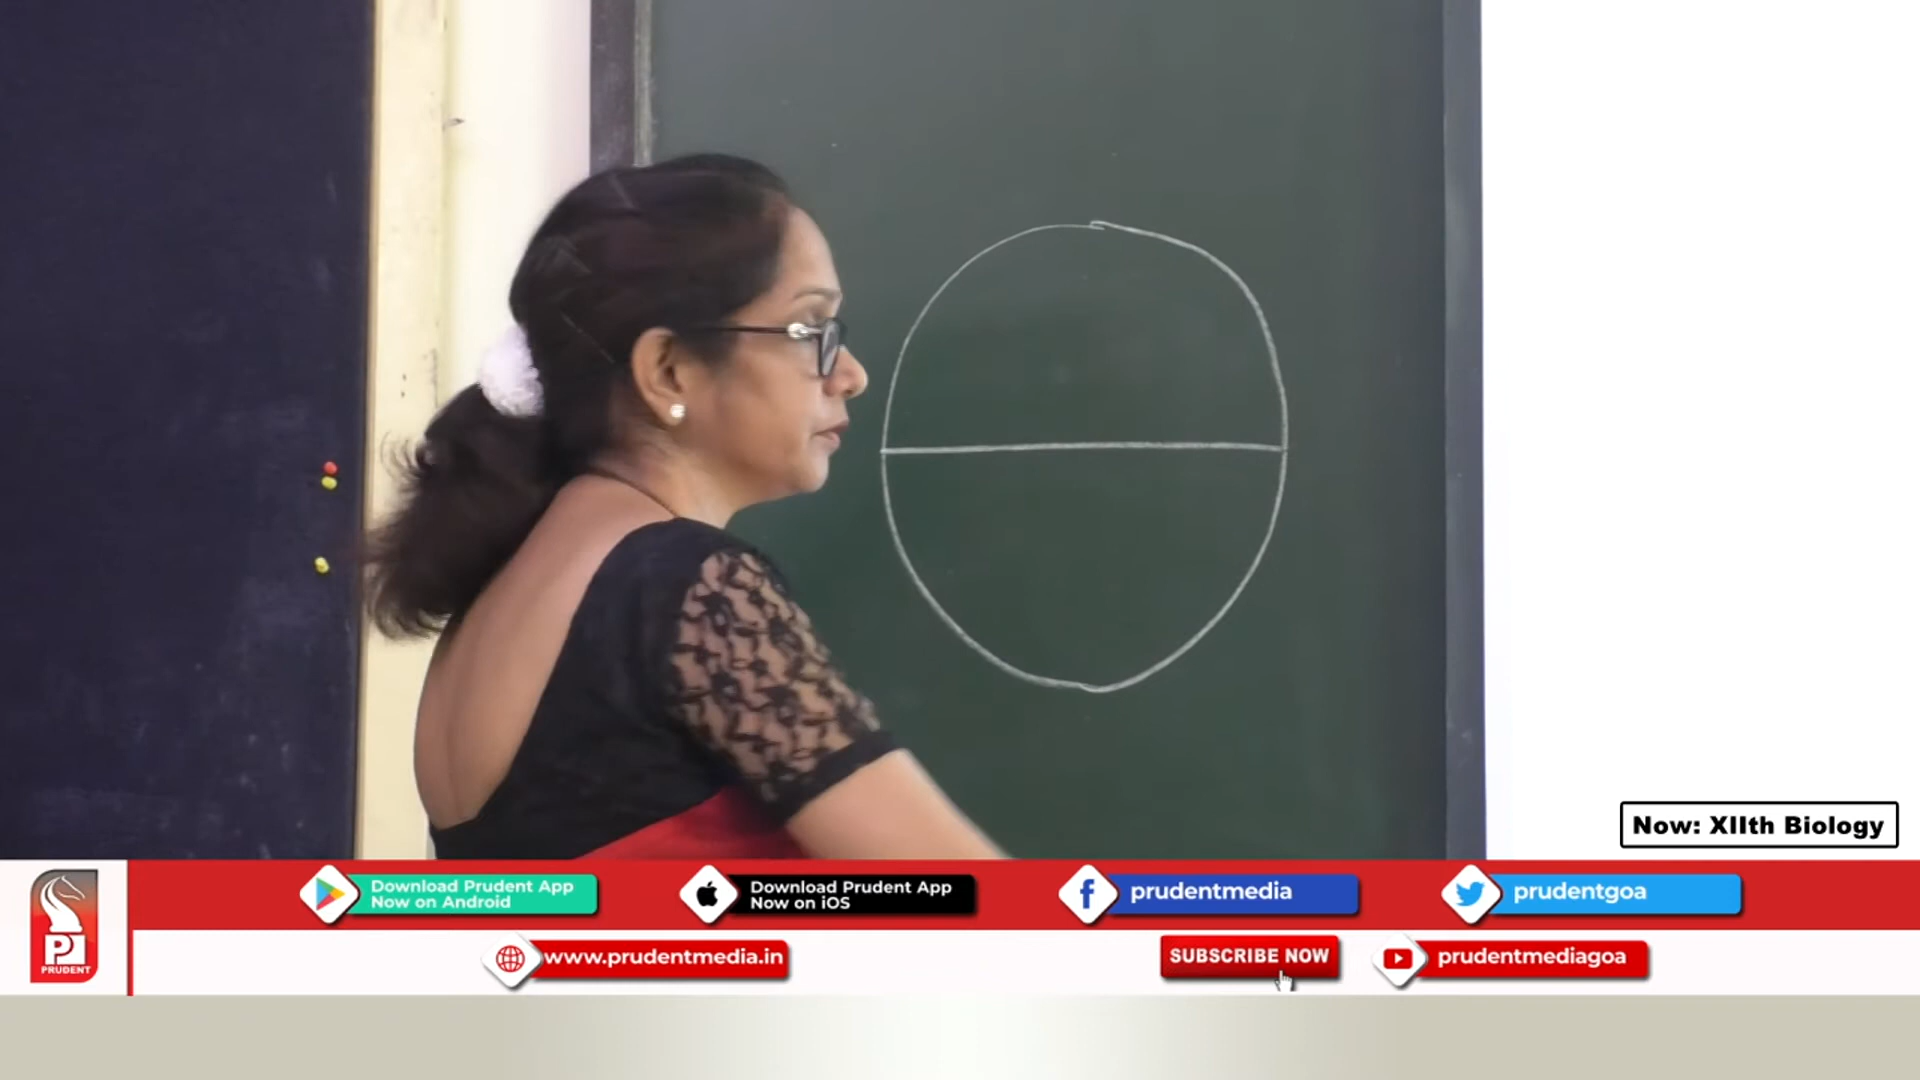 Now: XIIth Biology
Download Prudent App
Now on Android
Download Prudent App
Now on iOS
prudentmedia
prudentgoa
PRUDENT
www.prudentmedia.in
SUBSCRIBE NOW
prudentmediagoa